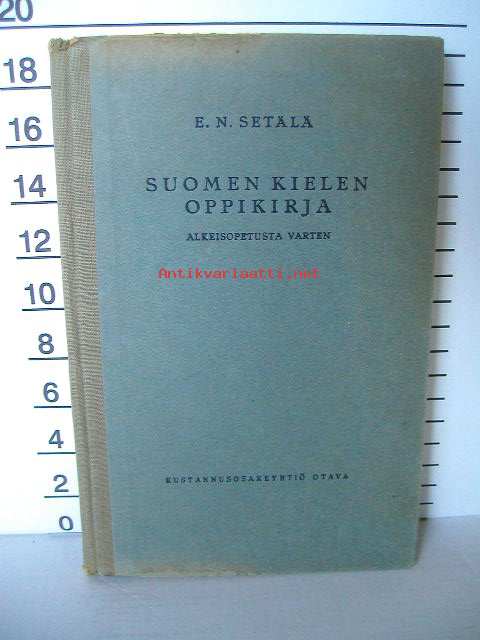 20
18
16
14
12
10
8
6
4
2
0
E. N. SETÄLÄ
SUOMEN KIELEN
OPPIKIRJA
ALKEISOPETUSTA VARTEN
Antikvariaatti.net
KUSTANNUSOSAKEYHTIÖ OTAVA